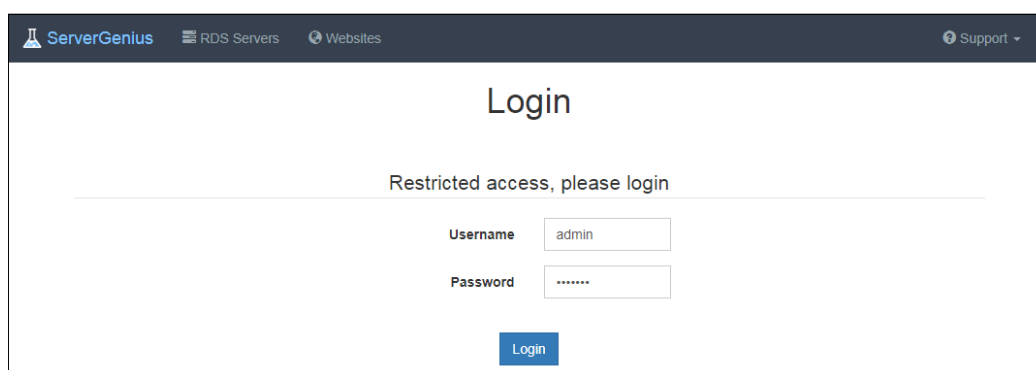 ServerGenius RDS Servers Websites Support
Login
Restricted access, please login
Username admin
Password •••••••
Login